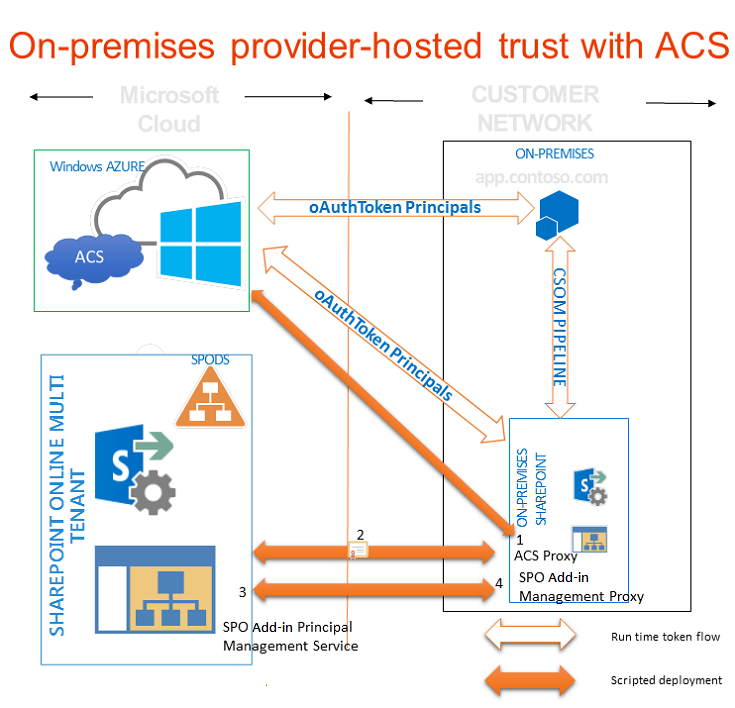 On-premises provider-hosted trust with ACS
Microsoft
Cloud
CUSTOMER
NETWORK
Windows AZURE
ACS
ON-PREMISES
app.contoso.com
oAuthToken Principals
oAuthToken Principals
CSOM PIPELINE
SPODS
SHAREPOINT ONLINE MULTI
TENANT
S
ON-PREMISES
SHAREPOINT
S
2
1
ACS Proxy
SPO Add-in
Management Proxy
3
4
SPO Add-in Principal
Management Service
Run time token flow
Scripted deployment